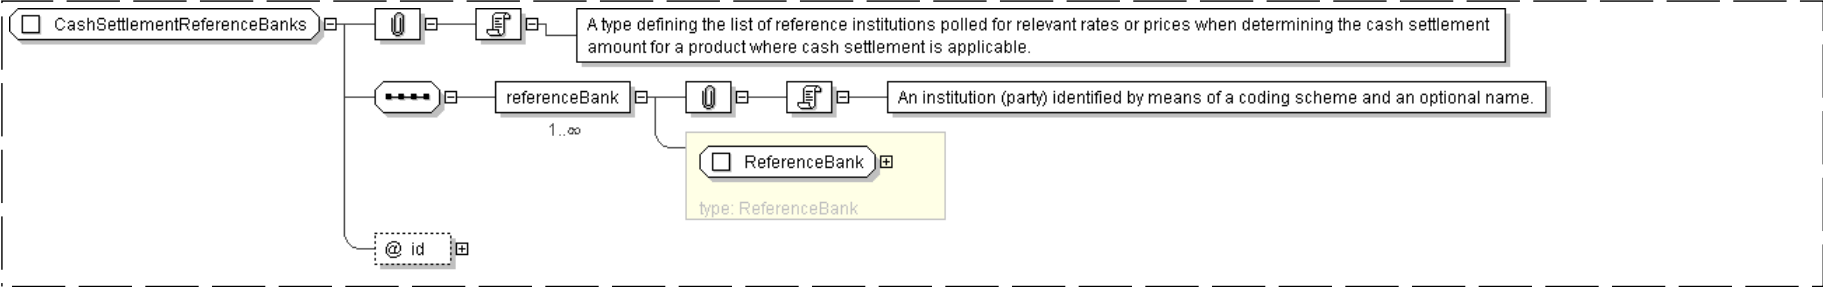 CashSettlementReferenceBanks
A type defining the list of reference institutions polled for relevant rates or prices when determining the cash settlement
amount for a product where cash settlement is applicable.
referenceBank
An institution (party) identified by means of a coding scheme and an optional name.
1..∞
ReferenceBank
type: ReferenceBank
@ id